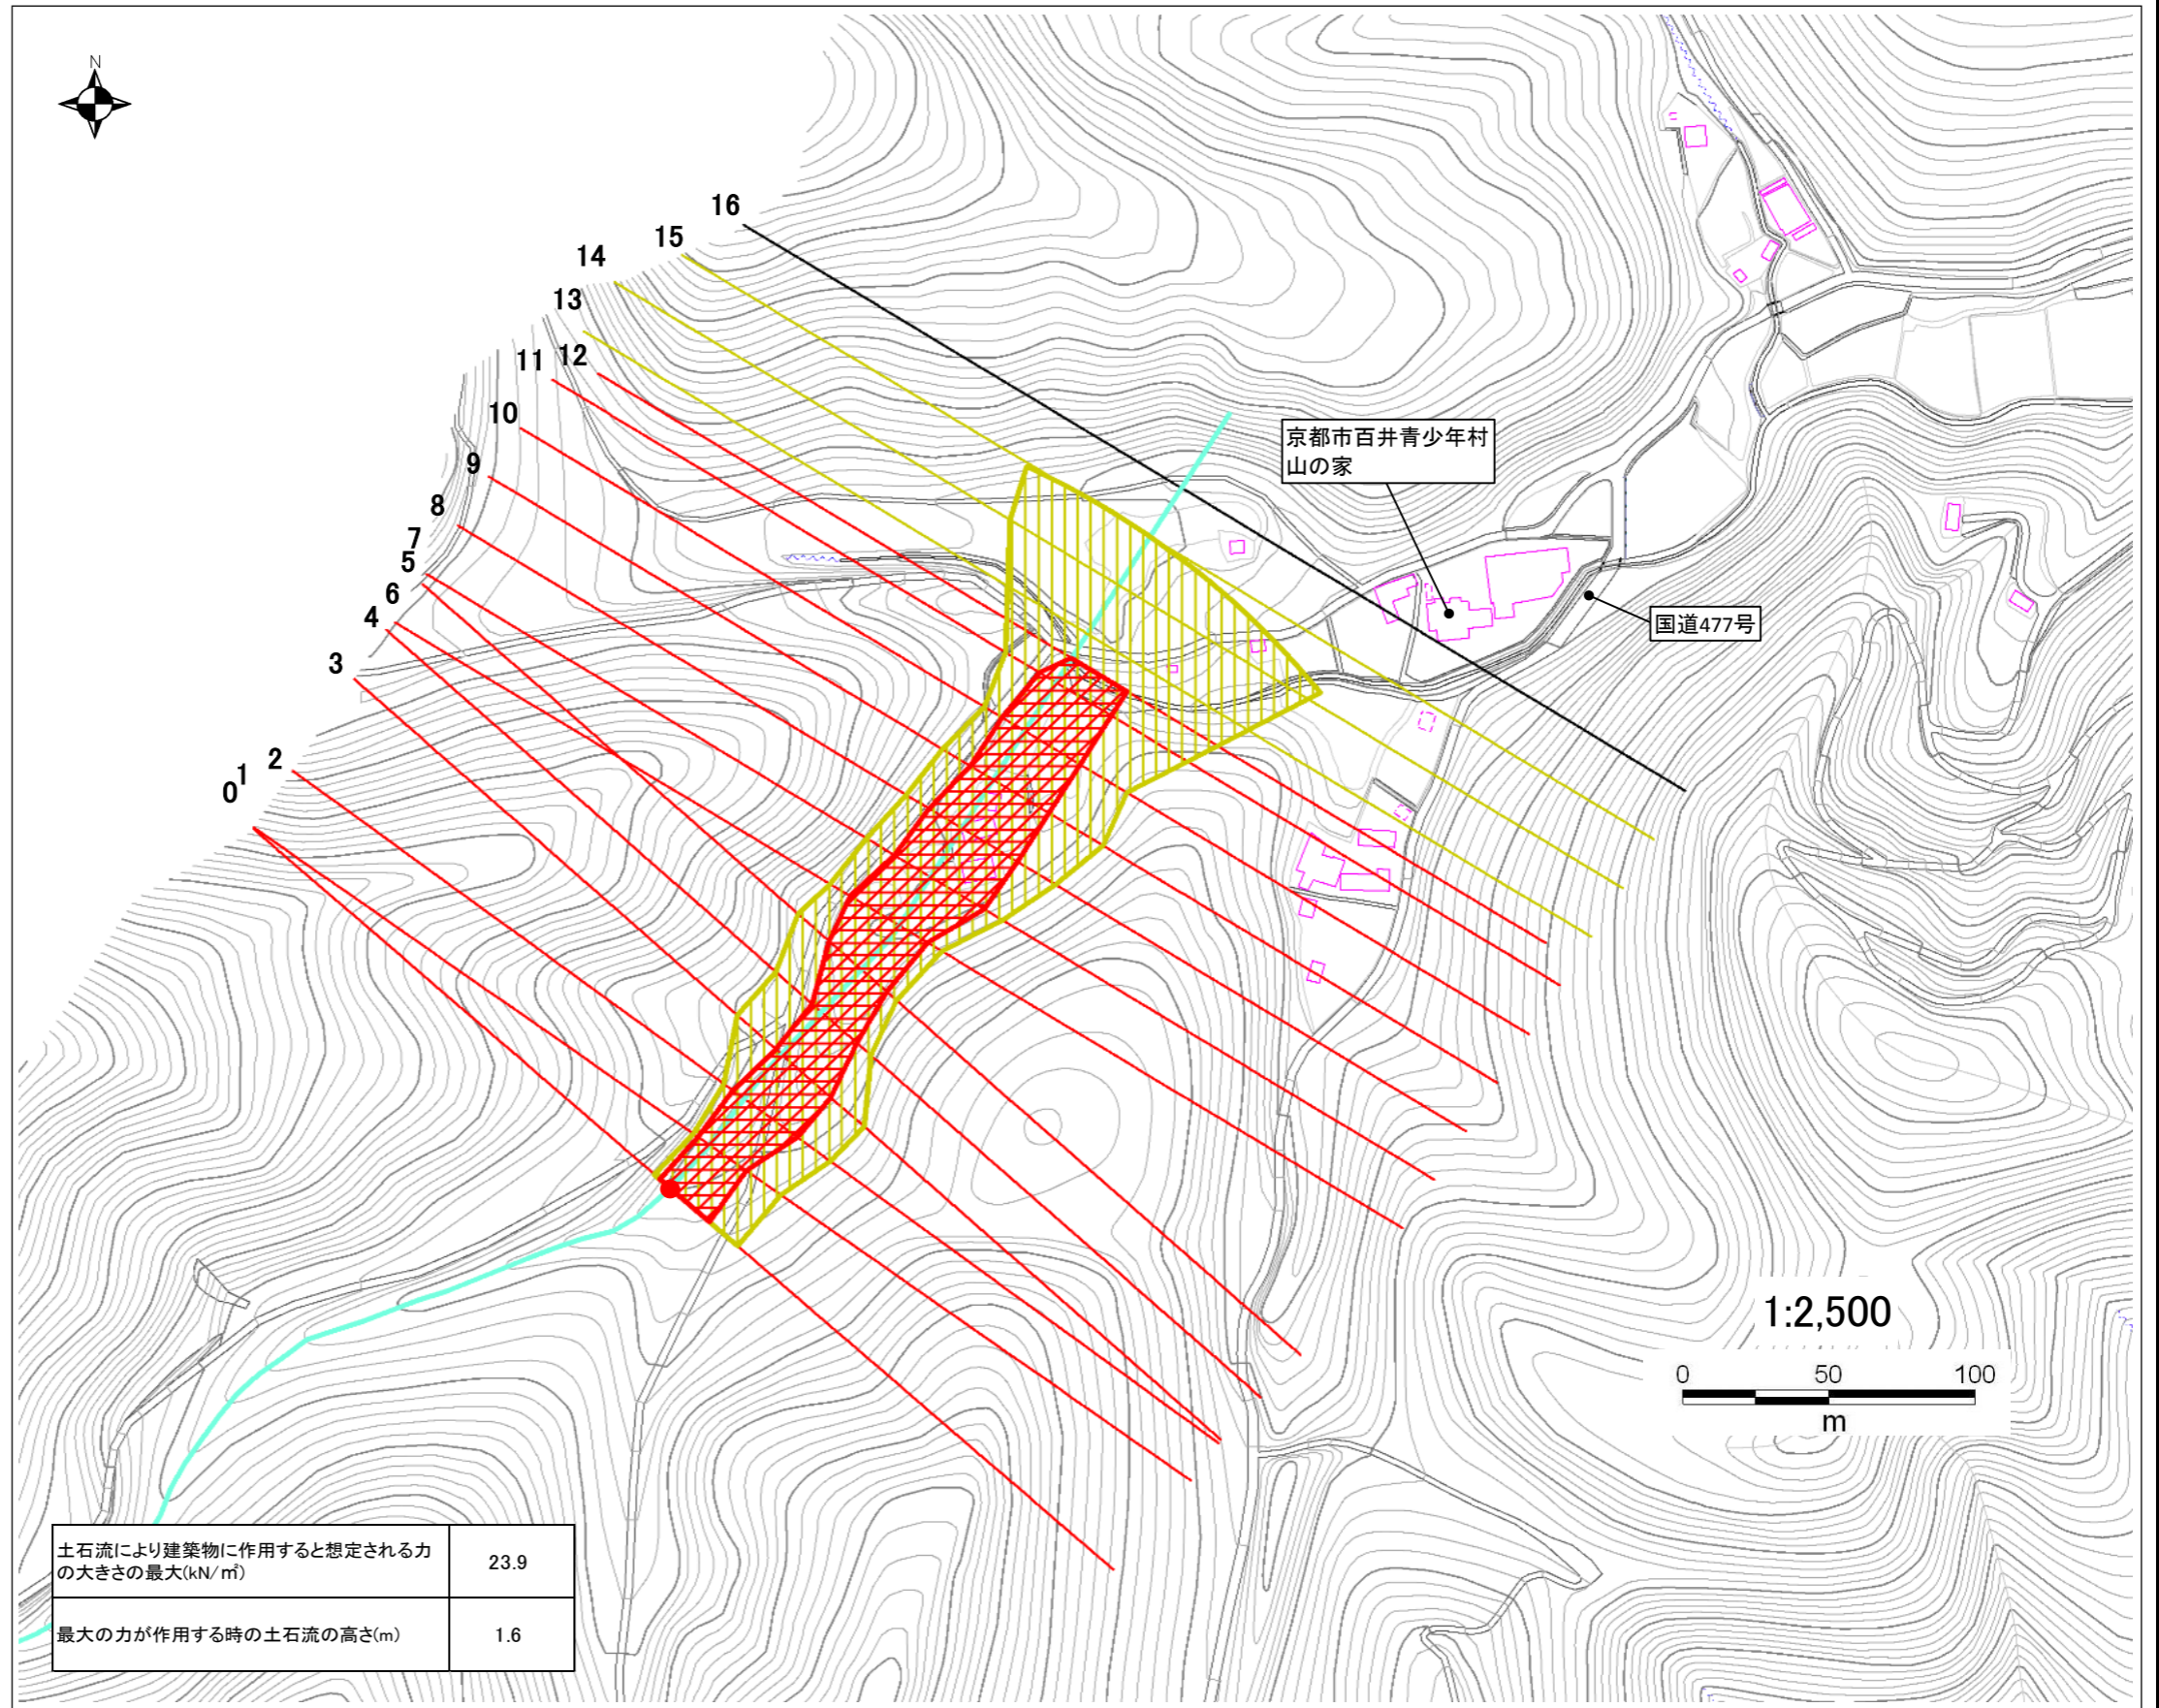 N
16
15
14
13
12
11
10
9
8
7
5
6
4
3
2
1
0
京都市百井青少年村
山の家
国道477号
1:2,500
0 50 100
m
土石流により建築物に作用すると想定される力
の大きさの最大(kN/㎡)
23.9
最大の力が作用する時の土石流の高さ(m)
1.6